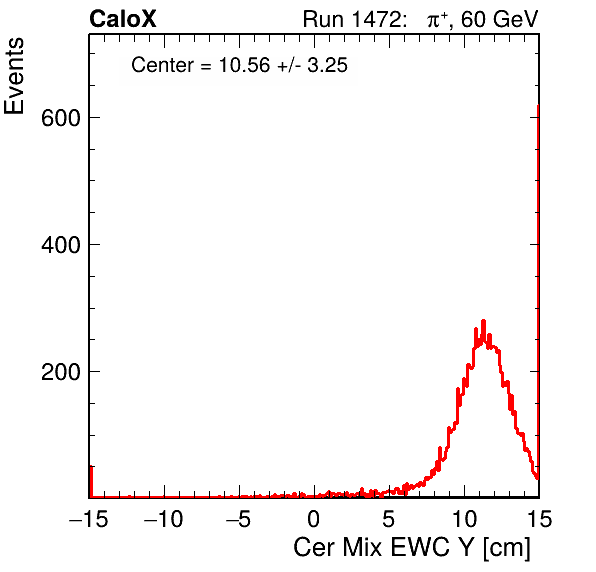 CaloX Run 1472: π⁺, 60 GeV
Center = 10.56 +/- 3.25
Events
600
400
200
−15 −10 −5 0 5 10 15
Cer Mix EWC Y [cm]